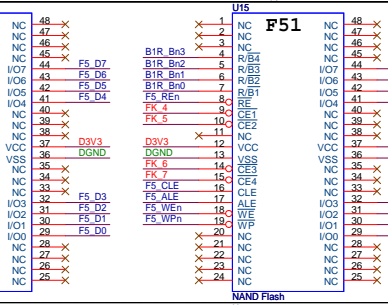 U15
F51
NC 48 1 NC NC 48
NC 47 2 NC NC 47
NC 46 3 NC NC 46
NC 45 B1R_Bn3 4 R/B4 NC 45
I/O7 44 F5_D7 B1R_Bn2 5 R/B3 I/O7 44
I/O6 43 F5_D6 B1R_Bn1 6 R/B2 I/O6 43
I/O5 42 F5_D5 B1R_Bn0 7 R/B1 I/O5 42
I/O4 41 F5_D4 F5_REn 8 RE I/O4 41
NC 40 FK_4 9 CE1 NC 40
NC 39 FK_5 10 CE2 NC 39
NC 38 11 NC NC 38
VCC 37 D3V3 D3V3 12 VCC VCC 37
VSS 36 DGND DGND 13 VSS VSS 36
NC 35 FK_6 14 CE3 NC 35
NC 34 FK_7 15 CE4 NC 34
NC 33 F5_CLE 16 CLE NC 33
I/O3 32 F5_D3 F5_ALE 17 ALE I/O3 32
I/O2 31 F5_D2 F5_WEn 18 WE I/O2 31
I/O1 30 F5_D1 F5_WPn 19 WP I/O1 30
I/O0 29 F5_D0 20 NC I/O0 29
NC 28 21 NC NC 28
NC 27 22 NC NC 27
NC 26 23 NC NC 26
NC 25 24 NC NC 25
NAND Flash